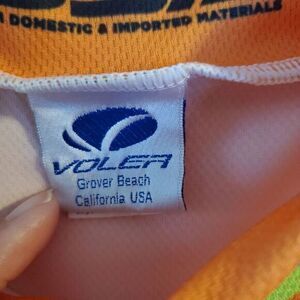 DOMESTIC & IMPORTED MATERIALS
VOLER
Grover Beach
California USA